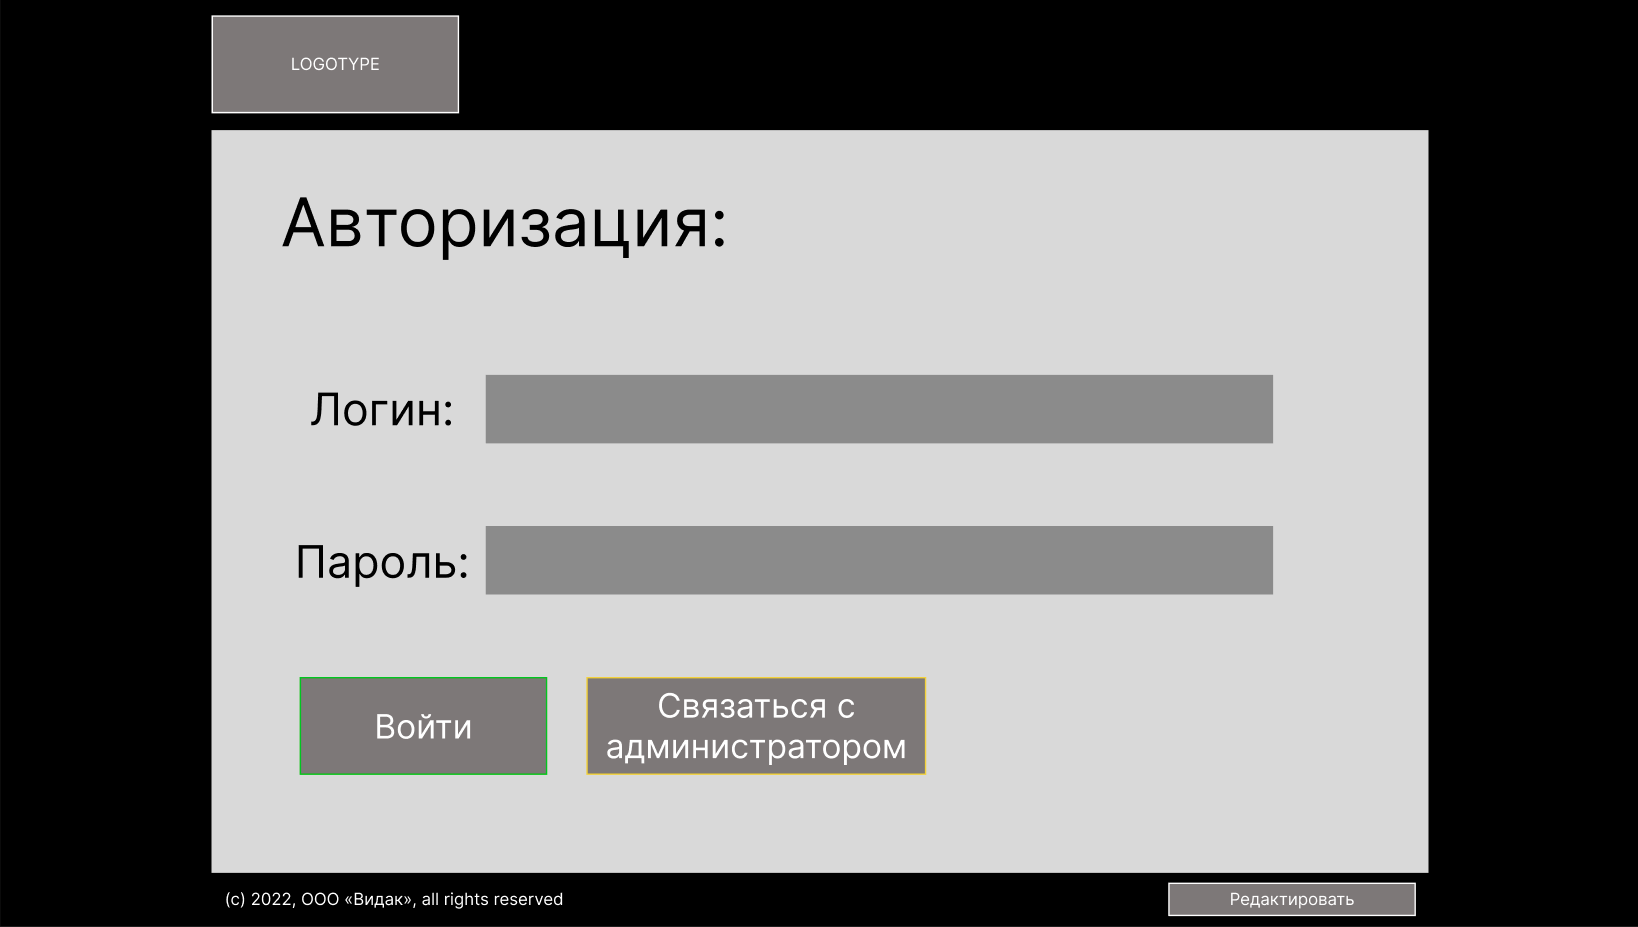 LOGOTYPE
Авторизация:
Логин:
Пароль:
Войти
Связаться с
администратором
(c) 2022, ООО «Видак», all rights reserved
Редактировать